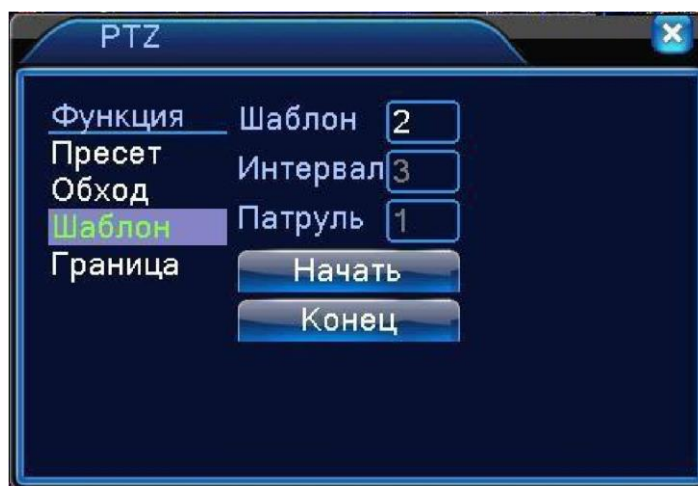 PTZ
Функция
Пресет
Обход
Шаблон
Граница
Шаблон 2
Интервал 3
Патруль 1
Начать
Конец